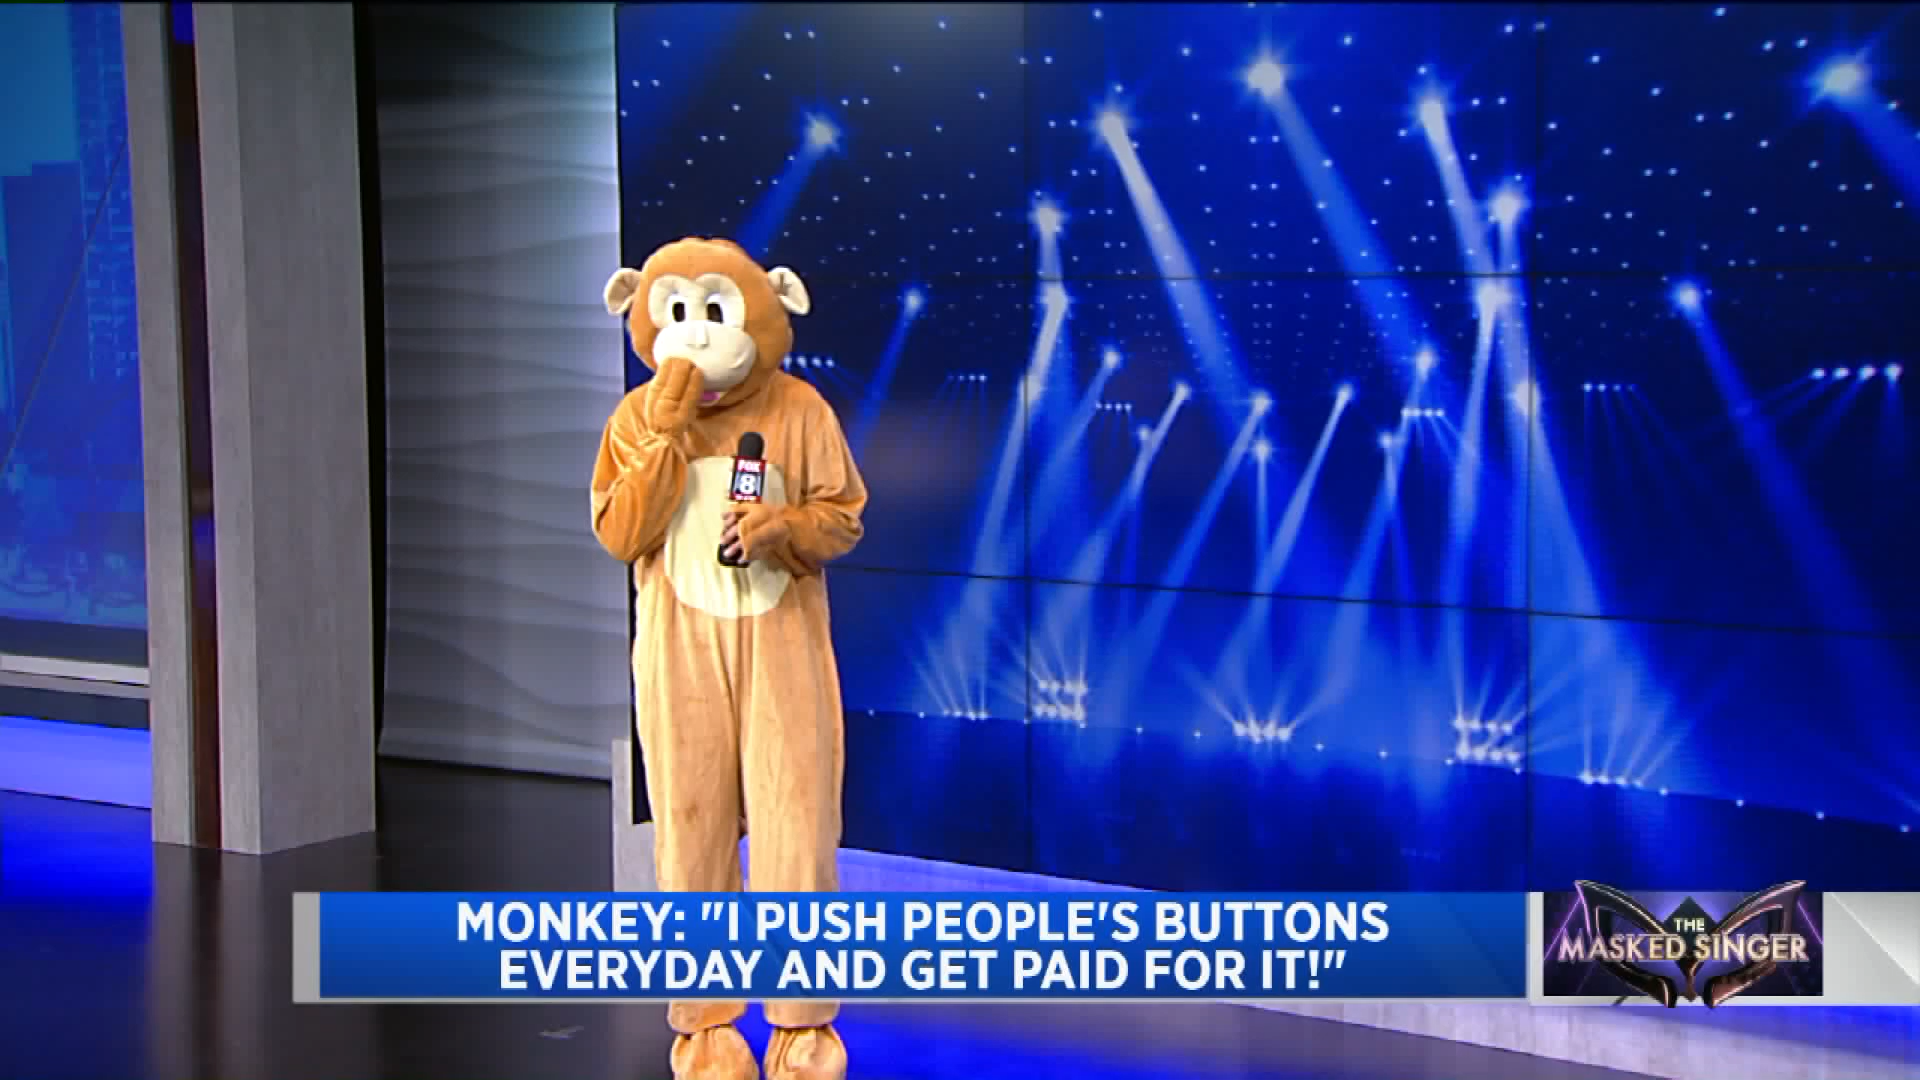 FOX
8
MONKEY: "I PUSH PEOPLE'S BUTTONS
EVERYDAY AND GET PAID FOR IT!"
THE
MASKED SINGER